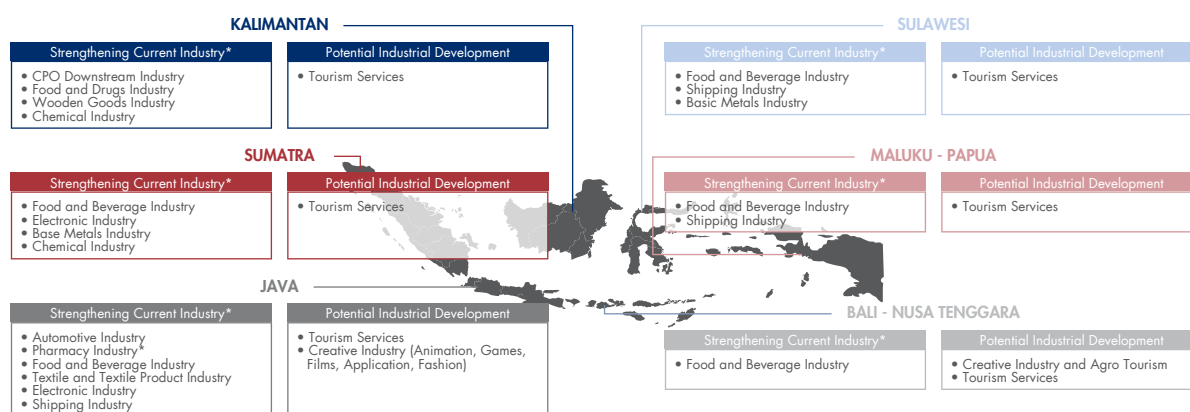 KALIMANTAN
Strengthening Current Industry*
• CPO Downstream Industry
• Food and Drugs Industry
• Wooden Goods Industry
• Chemical Industry
Potential Industrial Development
• Tourism Services
SULAWESI
Strengthening Current Industry*
• Food and Beverage Industry
• Shipping Industry
• Basic Metals Industry
Potential Industrial Development
• Tourism Services
SUMATRA
Strengthening Current Industry*
• Food and Beverage Industry
• Electronic Industry
• Base Metals Industry
• Chemical Industry
Potential Industrial Development
• Tourism Services
MALUKU - PAPUA
Strengthening Current Industry*
• Food and Beverage Industry
• Shipping Industry
Potential Industrial Development
• Tourism Services
JAVA
Strengthening Current Industry*
• Automotive Industry
• Pharmacy Industry*
• Food and Beverage Industry
• Textile and Textile Product Industry
• Electronic Industry
• Shipping Industry
Potential Industrial Development
• Tourism Services
• Creative Industry (Animation, Games,
Films, Application, Fashion)
BALI - NUSA TENGGARA
Strengthening Current Industry*
• Food and Beverage Industry
Potential Industrial Development
• Creative Industry and Agro Tourism
• Tourism Services